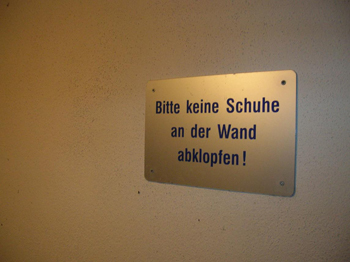 Bitte keine Schuhe
an der Wand
abklopfen!